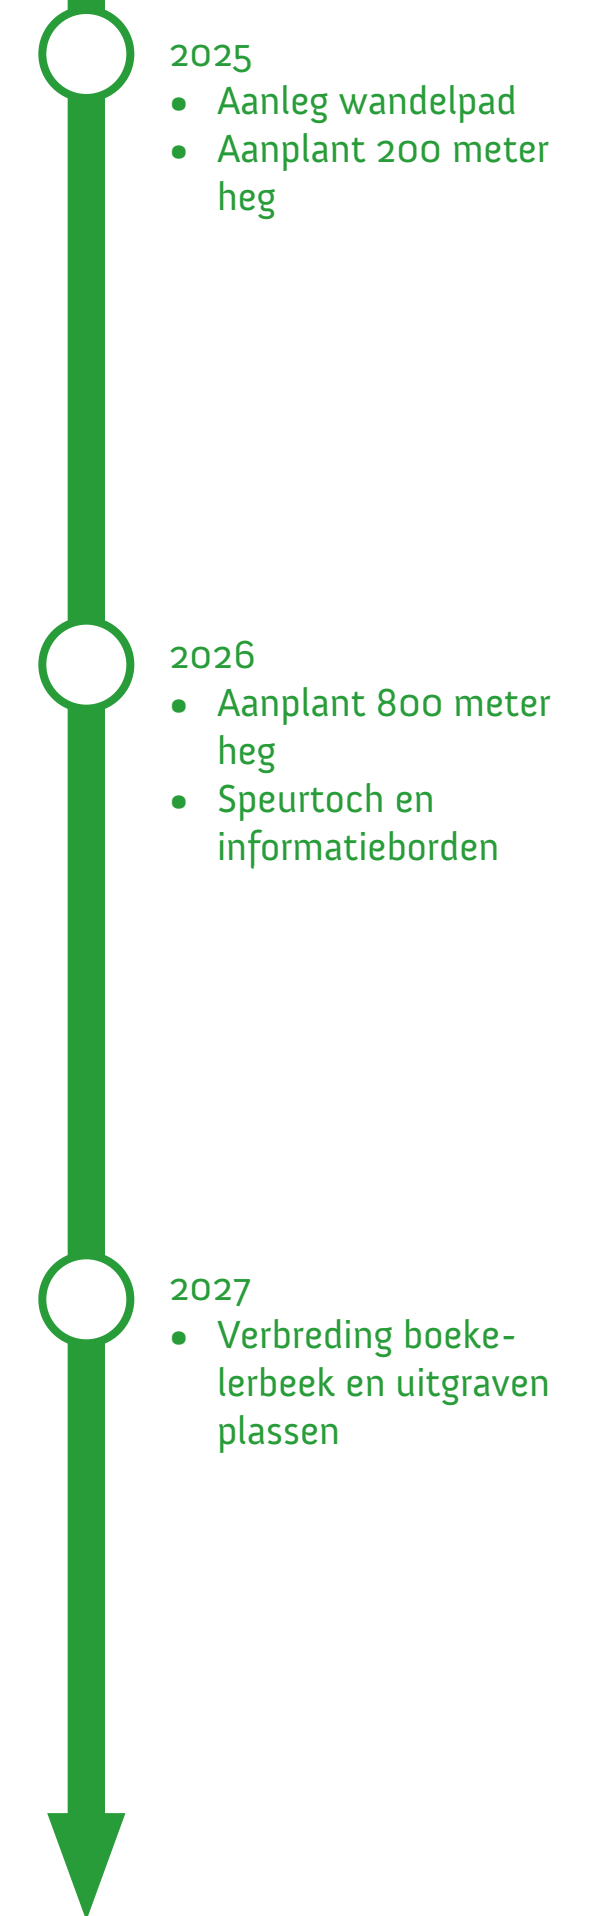 2025
• Aanleg wandelpad
• Aanplant 200 meter
heg
2026
• Aanplant 800 meter
heg
• Speurtoch en
informatieborden
2027
• Verbreding boeke-
lerbeek en uitgraven
plassen